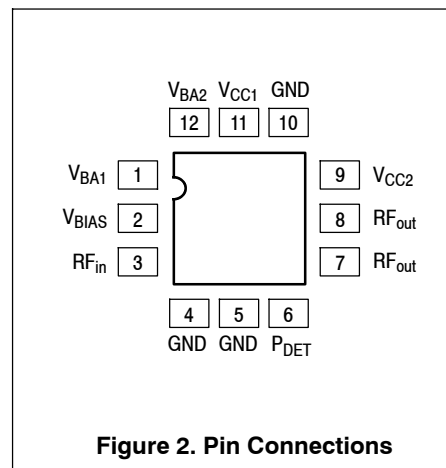 VBA2 VCC1 GND
12 11 10
VBA1 1 9 VCC2
VBIAS 2 8 RFout
RFin 3 7 RFout
4 5 6
GND GND PDET
Figure 2. Pin Connections